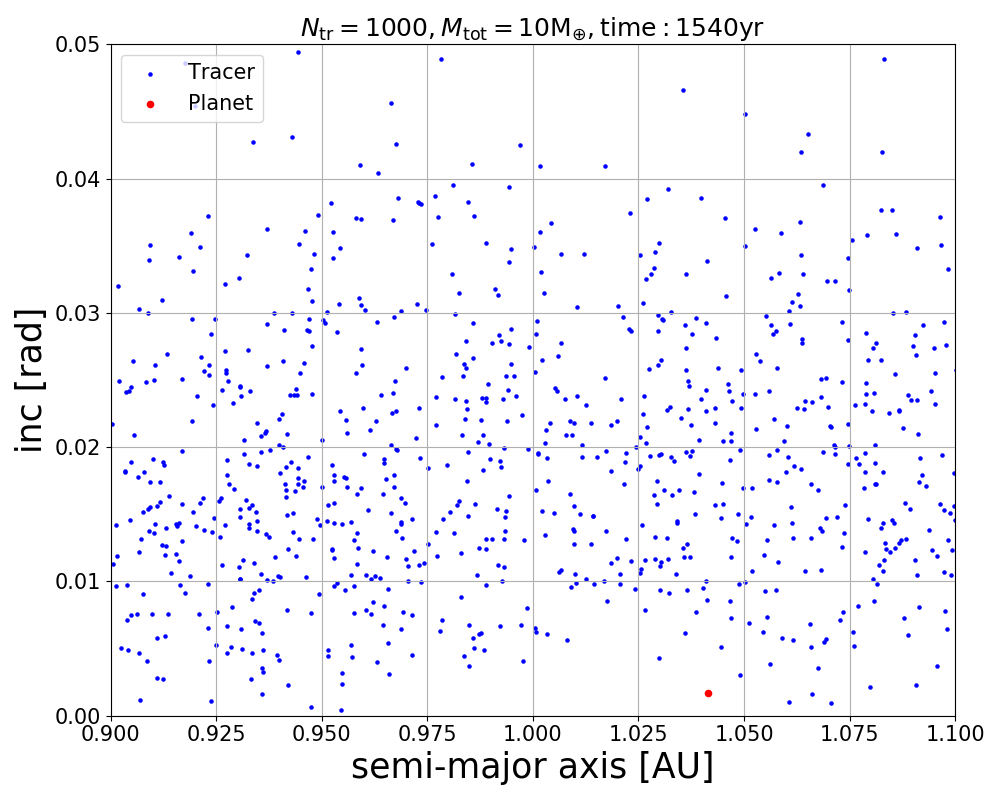 N_tr = 1000, M_tot = 10M_⊕, time : 1540yr
Tracer
Planet
inc [rad]
0.05
0.04
0.03
0.02
0.01
0.00
0.900 0.925 0.950 0.975 1.000 1.025 1.050 1.075 1.100
semi-major axis [AU]